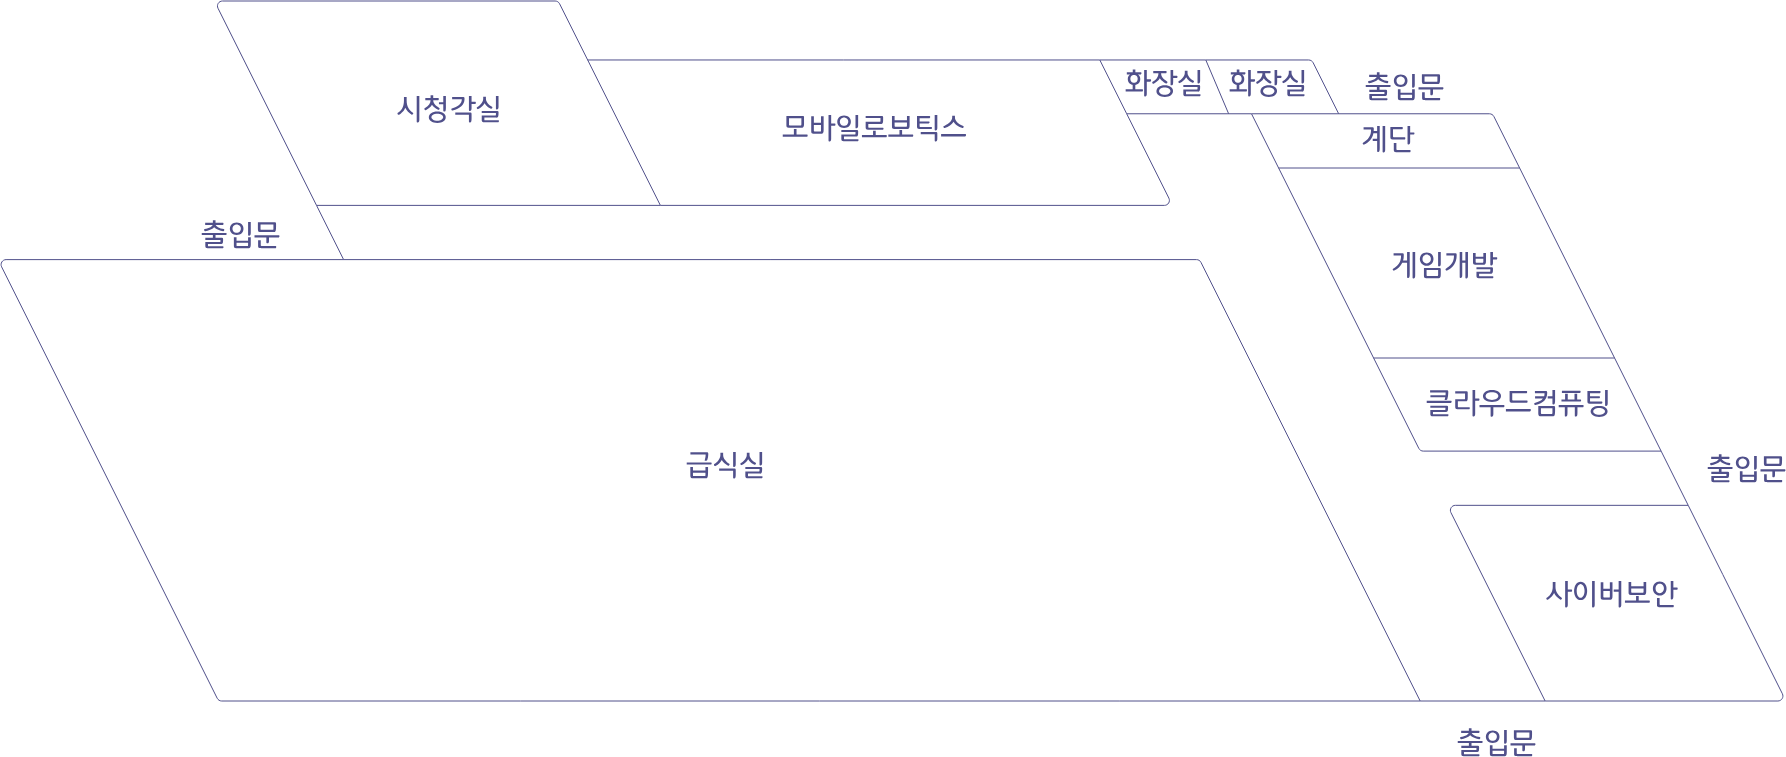 화장실
화장실
출입문
시청각실
모바일로보틱스
계단
출입문
게임개발
클라우드컴퓨팅
급식실
출입문
사이버보안
출입문